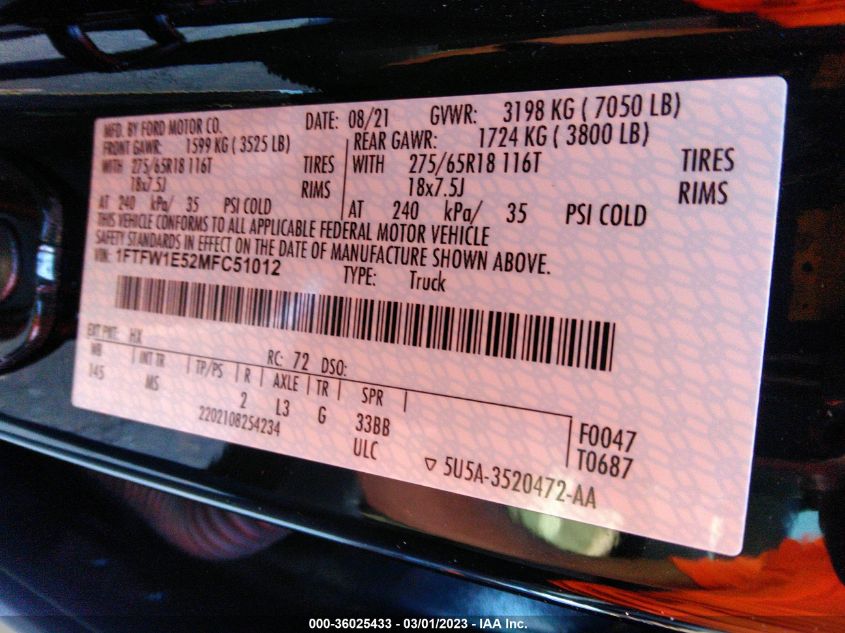 MFD. BY FORD MOTOR CO. DATE: 08/21 GVWR: 3198 KG ( 7050 LB)
FRONT GAWR: 1599 KG ( 3525 LB) REAR GAWR: 1724 KG ( 3800 LB)
WITH 275/65R18 116T TIRES WITH 275/65R18 116T TIRES
18x7.5J RIMS 18x7.5J RIMS
AT 240 kPa/ 35 PSI COLD AT 240 kPa/ 35 PSI COLD
THIS VEHICLE CONFORMS TO ALL APPLICABLE FEDERAL MOTOR VEHICLE
SAFETY STANDARDS IN EFFECT ON THE DATE OF MANUFACTURE SHOWN ABOVE.
VIN: 1FTFW1E52MFC51012 TYPE: Truck
EXT PNT: HX RC: 72 DSO:
WB INT TR TP/PS R AXLE TR SPR
145 MS 2 L3 G 33BB F0047
2202108254234 ULC T0687
▽ 5U5A-3520472-AA
000-36025433 - 03/01/2023 - IAA Inc.